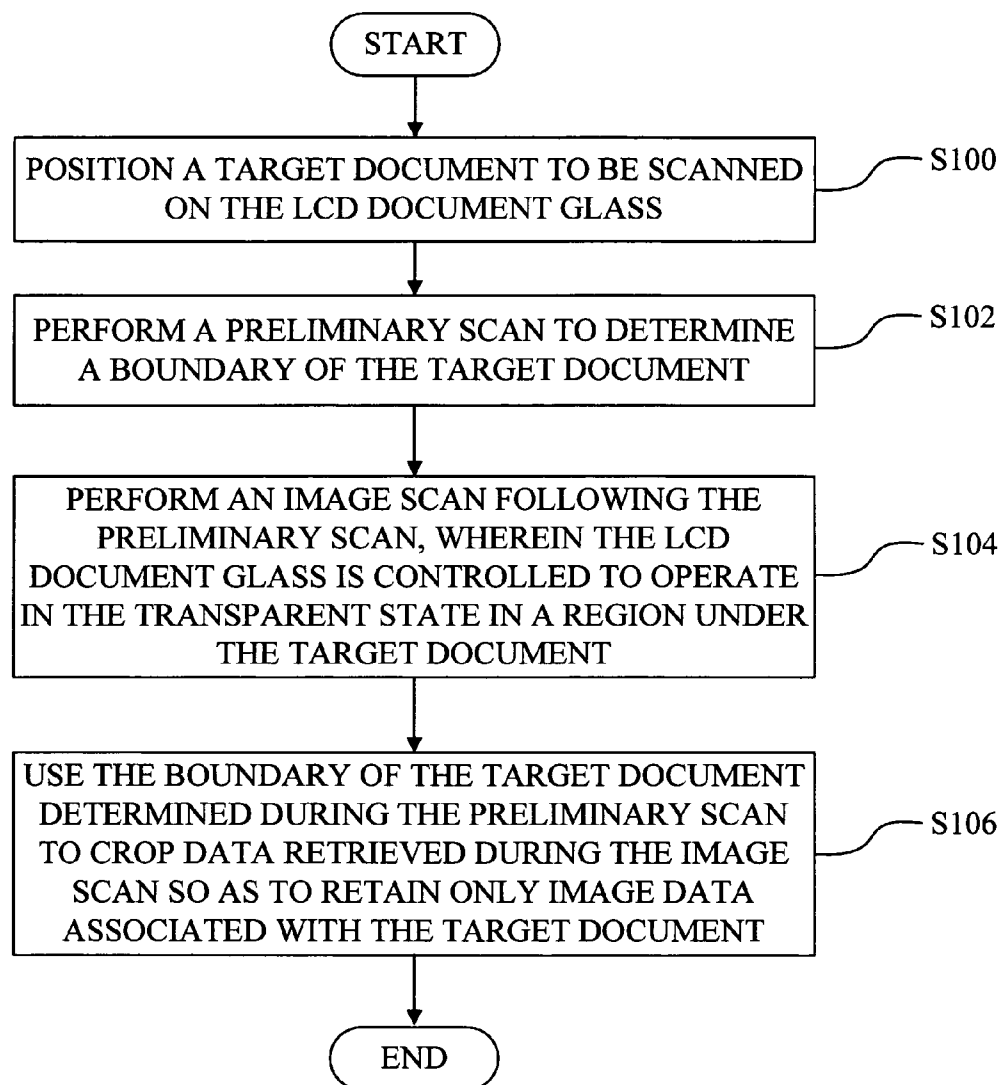 START
POSITION A TARGET DOCUMENT TO BE SCANNED
ON THE LCD DOCUMENT GLASS
S100
PERFORM A PRELIMINARY SCAN TO DETERMINE
A BOUNDARY OF THE TARGET DOCUMENT
S102
PERFORM AN IMAGE SCAN FOLLOWING THE
PRELIMINARY SCAN, WHEREIN THE LCD
DOCUMENT GLASS IS CONTROLLED TO OPERATE
IN THE TRANSPARENT STATE IN A REGION UNDER
THE TARGET DOCUMENT
S104
USE THE BOUNDARY OF THE TARGET DOCUMENT
DETERMINED DURING THE PRELIMINARY SCAN
TO CROP DATA RETRIEVED DURING THE IMAGE
SCAN SO AS TO RETAIN ONLY IMAGE DATA
ASSOCIATED WITH THE TARGET DOCUMENT
S106
END